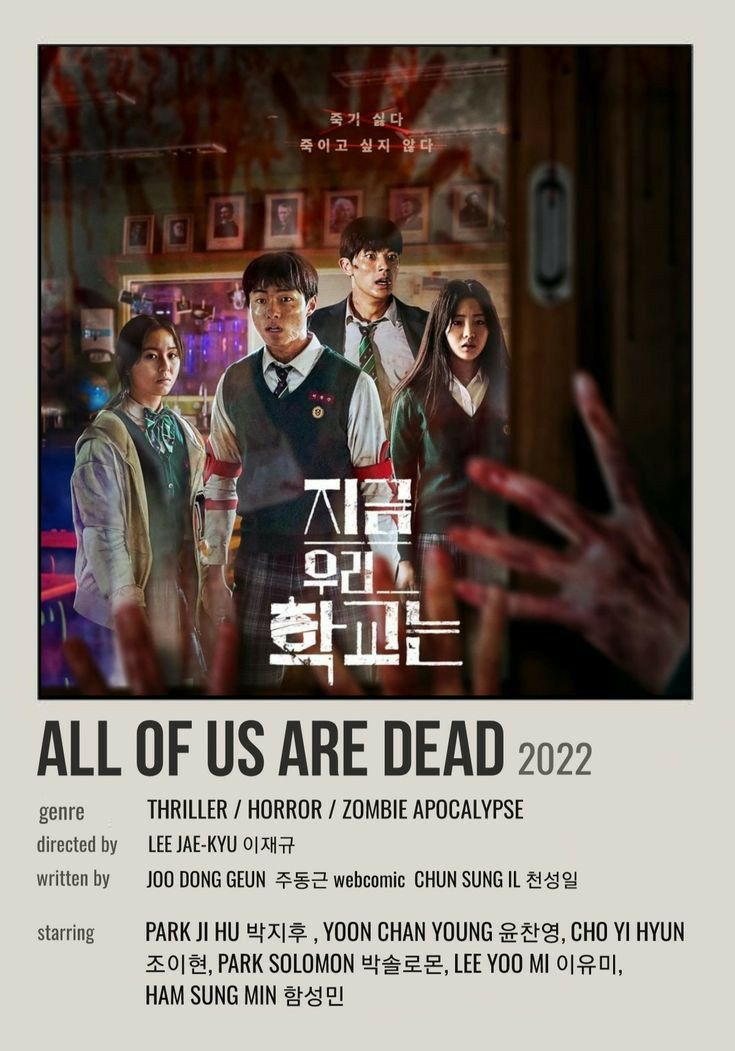 죽기 싫다
죽이고 싶지 않다
지금
우리
학교는
ALL OF US ARE DEAD 2022
genre THRILLER / HORROR / ZOMBIE APOCALYPSE
directed by LEE JAE-KYU 이재규
written by JOO DONG GEUN 주동근 webcomic CHUN SUNG IL 천성일
starring PARK JI HU 박지후 , YOON CHAN YOUNG 윤찬영, CHO YI HYUN
조이현, PARK SOLOMON 박솔로몬, LEE YOO MI 이유미,
HAM SUNG MIN 함성민